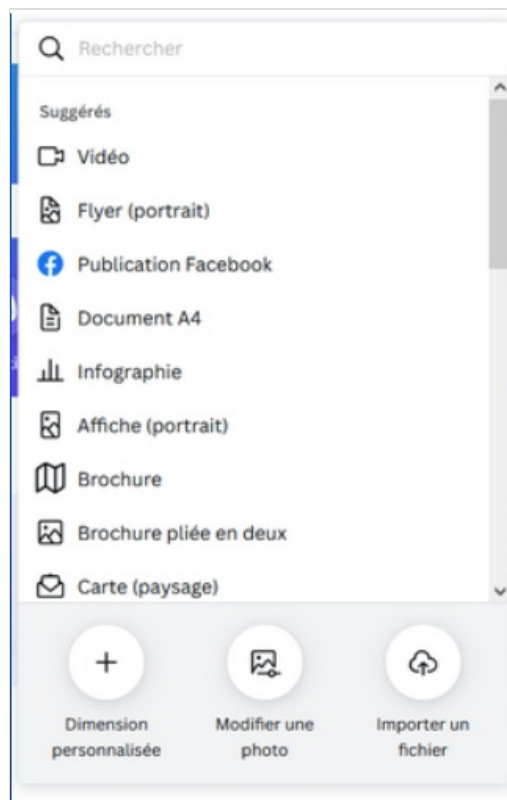 Rechercher
Suggérés
Vidéo
Flyer (portrait)
Publication Facebook
Document A4
Infographie
Affiche (portrait)
Brochure
Brochure pliée en deux
Carte (paysage)
Dimension
personnalisée
Modifier une
photo
Importer un
fichier